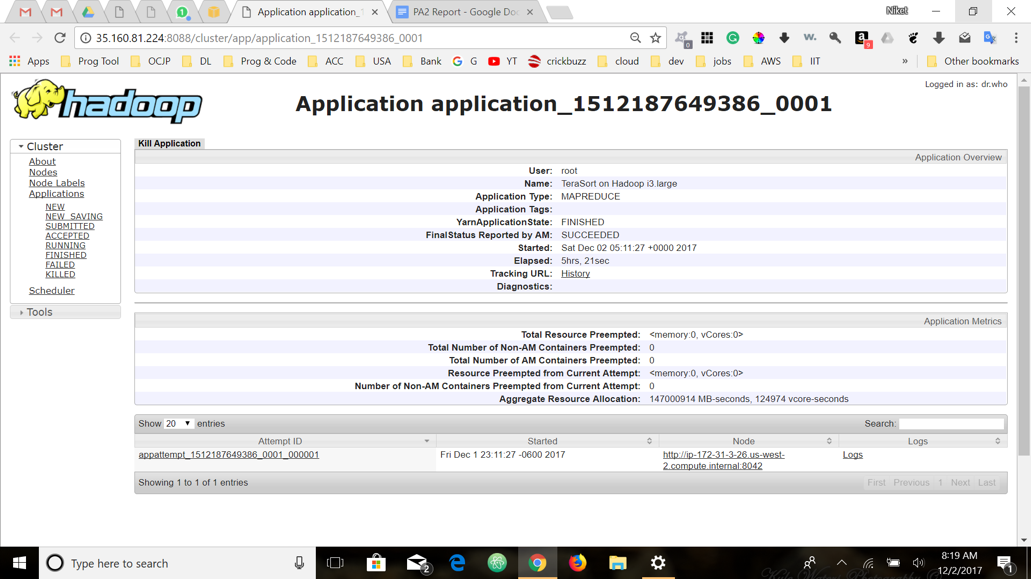 Application application_1
PA2 Report - Google Do
Niket
35.160.81.224:8088/cluster/app/application_1512187649386_0001
Apps
Prog Tool
OCJP
DL
Prog & Code
ACC
USA
Bank
G
YT
crickbuzz
cloud
dev
jobs
AWS
IIT
»
Other bookmarks
Logged in as: dr.who
hadoop
Application application_1512187649386_0001
Cluster
About
Nodes
Node Labels
Applications
NEW
NEW_SAVING
SUBMITTED
ACCEPTED
RUNNING
FINISHED
FAILED
KILLED
Scheduler
Tools
Kill Application
Application Overview
User: root
Name: TeraSort on Hadoop i3.large
Application Type: MAPREDUCE
Application Tags:
YarnApplicationState: FINISHED
FinalStatus Reported by AM: SUCCEEDED
Started: Sat Dec 02 05:11:27 +0000 2017
Elapsed: 5hrs, 21sec
Tracking URL: History
Diagnostics:
Application Metrics
Total Resource Preempted: <memory:0, vCores:0>
Total Number of Non-AM Containers Preempted: 0
Total Number of AM Containers Preempted: 0
Resource Preempted from Current Attempt: <memory:0, vCores:0>
Number of Non-AM Containers Preempted from Current Attempt: 0
Aggregate Resource Allocation: 147000914 MB-seconds, 124974 vcore-seconds
Show 20 entries
Search:
Attempt ID Started Node Logs
appattempt_1512187649386_0001_000001 Fri Dec 1 23:11:27 -0600 2017 http://ip-172-31-3-26.us-west-
2.compute.internal:8042 Logs
Showing 1 to 1 of 1 entries
First Previous 1 Next Last
Type here to search
2
8:19 AM
12/2/2017
1